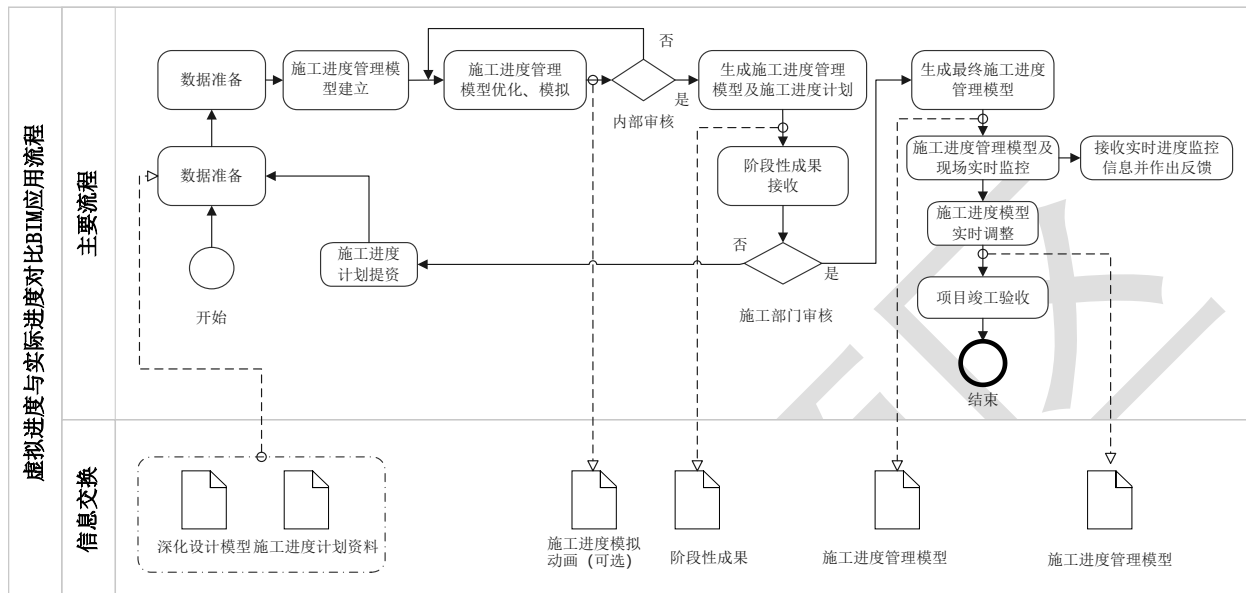 虚拟进度与实际进度对比BIM应用流程
主要流程
数据准备
施工进度管理模
型建立
施工进度管理
模型优化、模拟
否
是
内部审核
生成施工进度管理
模型及施工进度计划
生成最终施工进度
管理模型
数据准备
阶段性成果
接收
施工进度管理模型及
现场实时监控
接收实时进度监控
信息并作出反馈
施工进度模型
实时调整
施工进度
计划提资
否
是
施工部门审核
项目竣工验收
开始
结束
信息交换
深化设计模型
施工进度计划资料
施工进度模拟
动画（可选）
阶段性成果
施工进度管理模型
施工进度管理模型